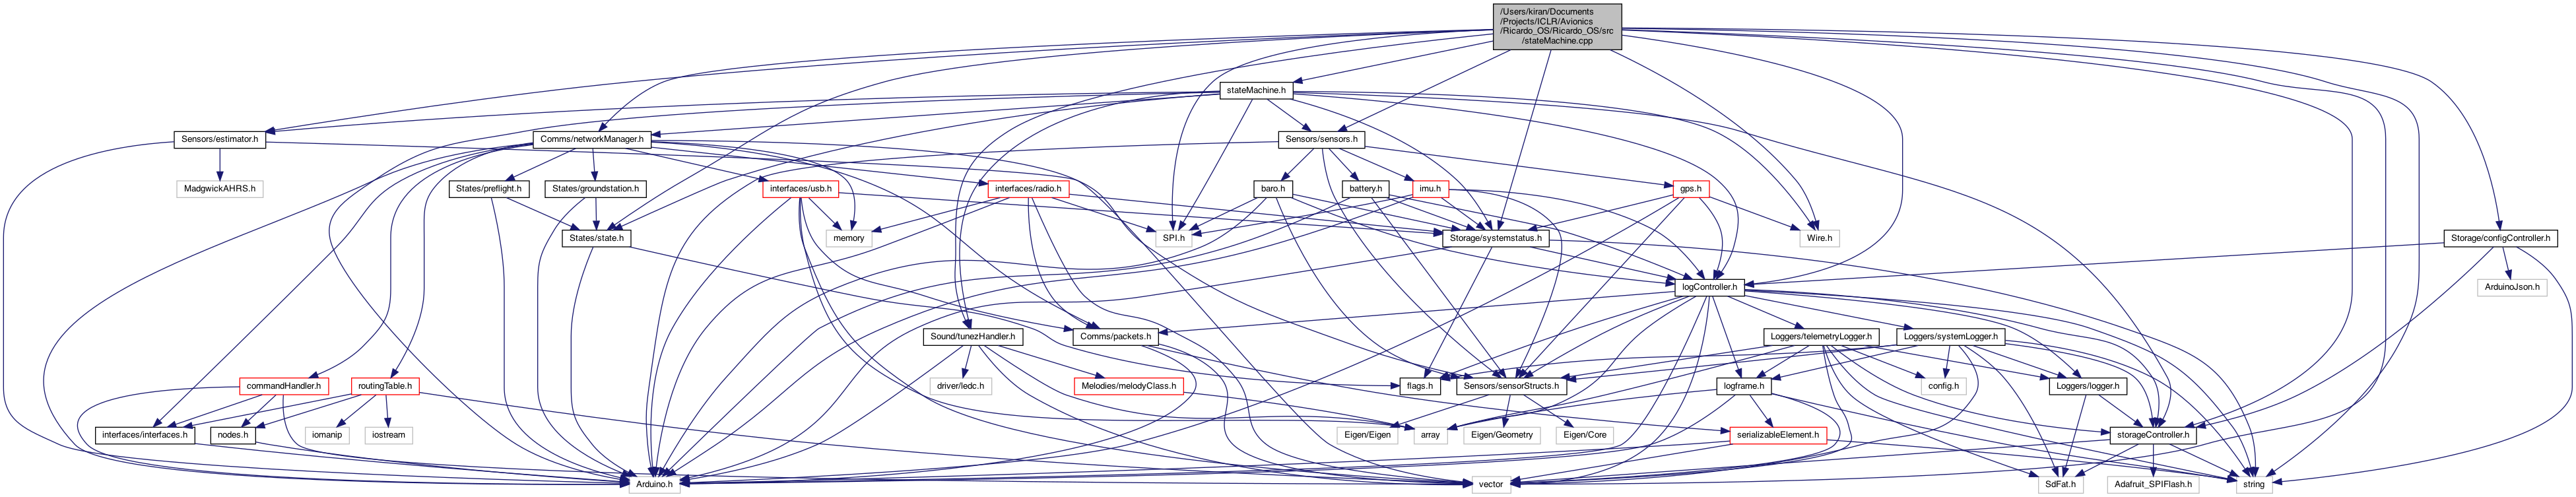 /Users/kiran/Documents
/Projects/ICLR/Avionics
/Ricardo_OS/Ricardo_OS/src
/stateMachine.cpp
stateMachine.h
Sensors/estimator.h
Comms/networkManager.h
Sensors/sensors.h
MadgwickAHRS.h
States/preflight.h
States/groundstation.h
interfaces/usb.h
interfaces/radio.h
baro.h
battery.h
imu.h
gps.h
States/state.h
memory
SPI.h
Storage/systemstatus.h
Wire.h
Storage/configController.h
logController.h
ArduinoJson.h
Sound/tunezHandler.h
Comms/packets.h
Loggers/telemetryLogger.h
Loggers/systemLogger.h
commandHandler.h
routingTable.h
driver/ledc.h
Melodies/melodyClass.h
flags.h
Sensors/sensorStructs.h
logframe.h
config.h
Loggers/logger.h
interfaces/interfaces.h
nodes.h
iomanip
iostream
Eigen/Eigen
array
Eigen/Geometry
Eigen/Core
serializableElement.h
storageController.h
Arduino.h
vector
SdFat.h
Adafruit_SPIFlash.h
string